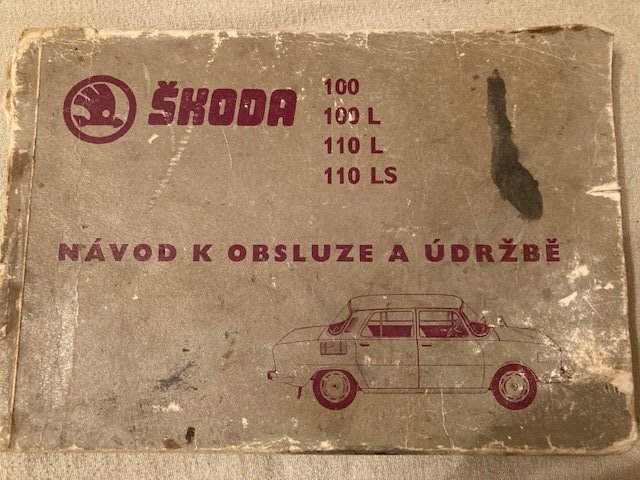 ŠKODA
100
100 L
110 L
110 LS
NÁVOD K OBSLUZE A ÚDRŽBĚ